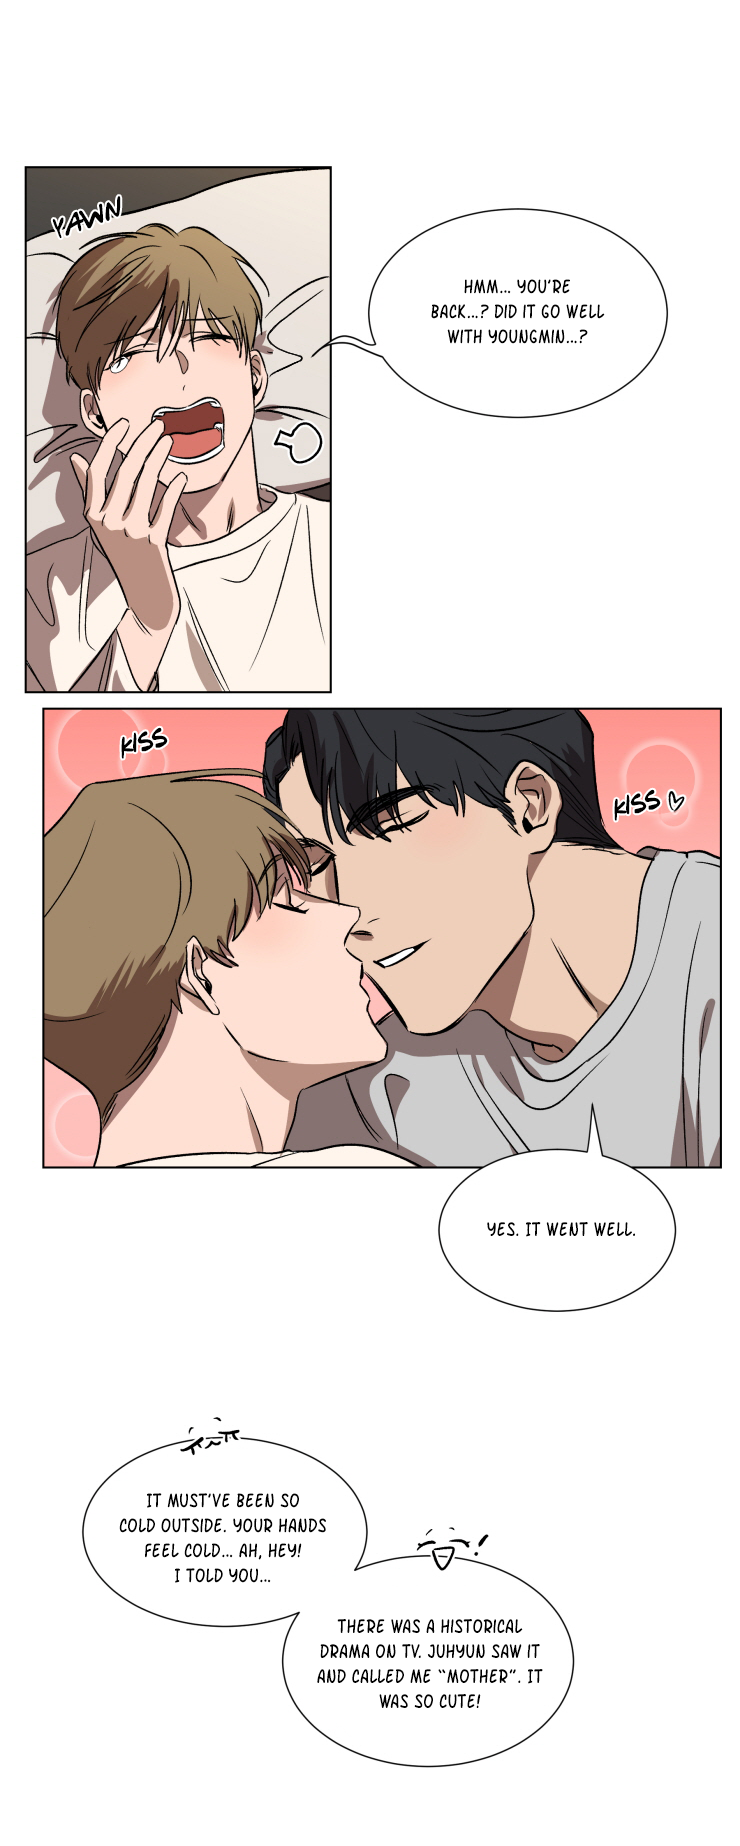 YAWN
HMM... YOU'RE
BACK...? DID IT GO WELL
WITH YOUNGMIN...?
KISS
KISS
YES. IT WENT WELL.
IT MUST'VE BEEN SO
COLD OUTSIDE. YOUR HANDS
FEEL COLD... AH, HEY!
I TOLD YOU...
THERE WAS A HISTORICAL
DRAMA ON TV. JUHYUN SAW IT
AND CALLED ME "MOTHER". IT
WAS SO CUTE!